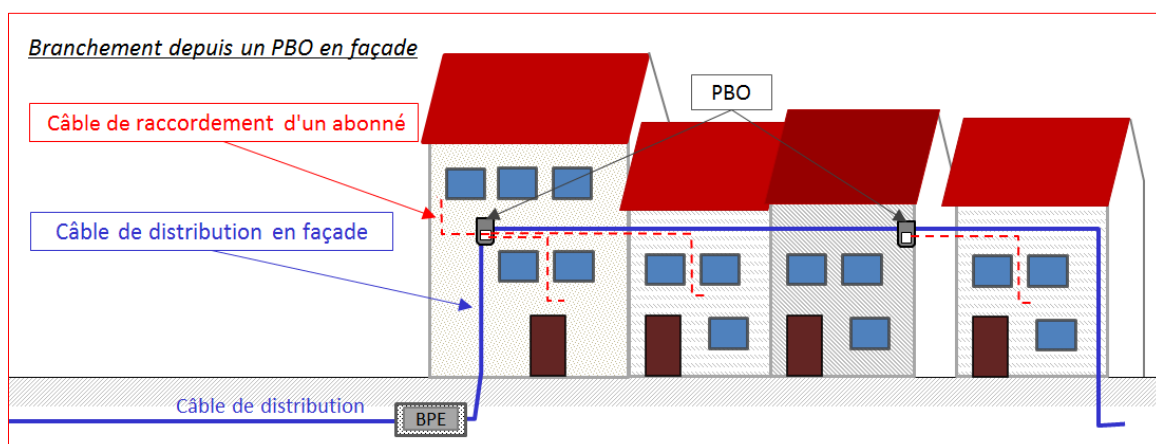 Branchement depuis un PBO en façade
PBO
Câble de raccordement d'un abonné
Câble de distribution en façade
Câble de distribution
BPE